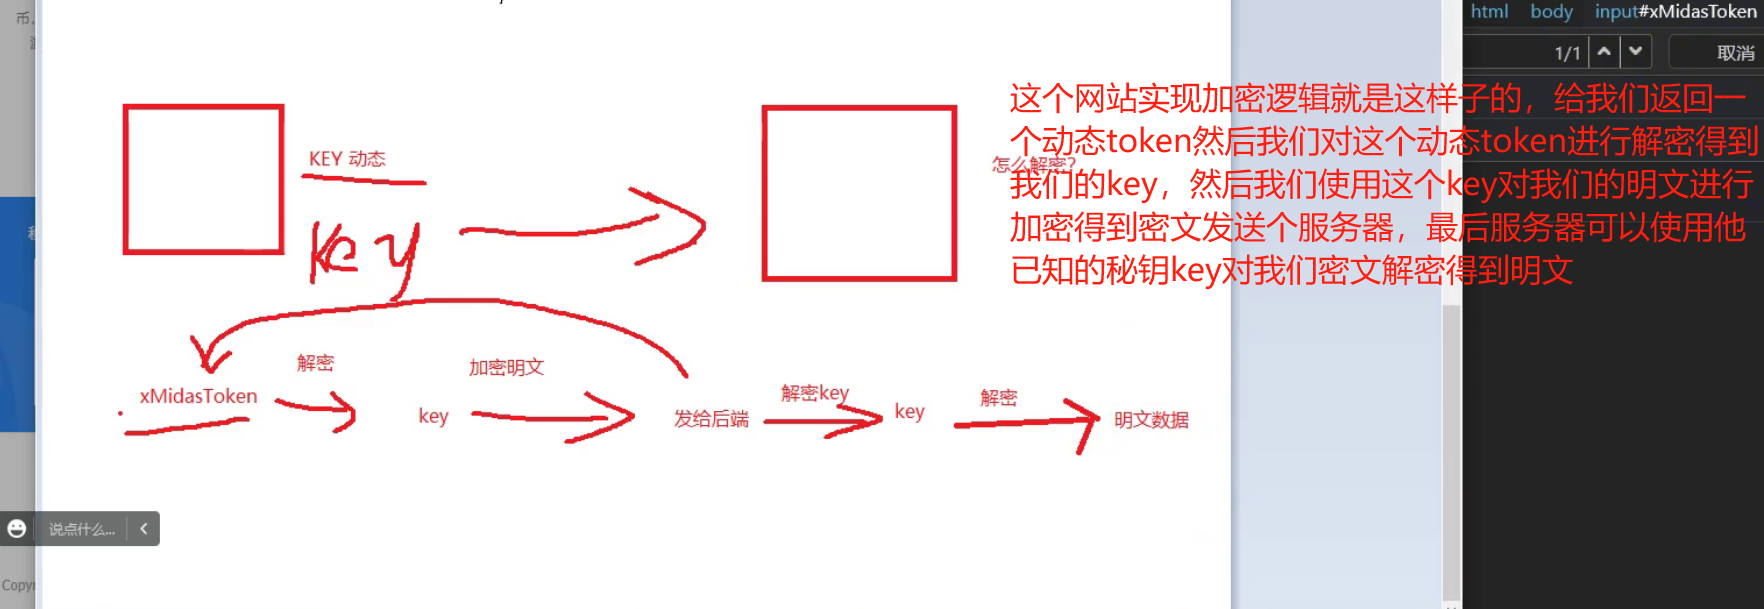 币,
html body input#xMidasToken
1/1 取消
这个网站实现加密逻辑就是这样子的，给我们返回一
个动态token然后我们对这个动态token进行解密得到
我们的key，然后我们使用这个key对我们的明文进行
加密得到密文发送个服务器，最后服务器可以使用他
已知的秘钥key对我们密文解密得到明文
KEY 动态
怎么解密?
key
解密
加密明文
xMidasToken
key
发给后端
解密key
key
解密
明文数据
说点什么...
Copyr